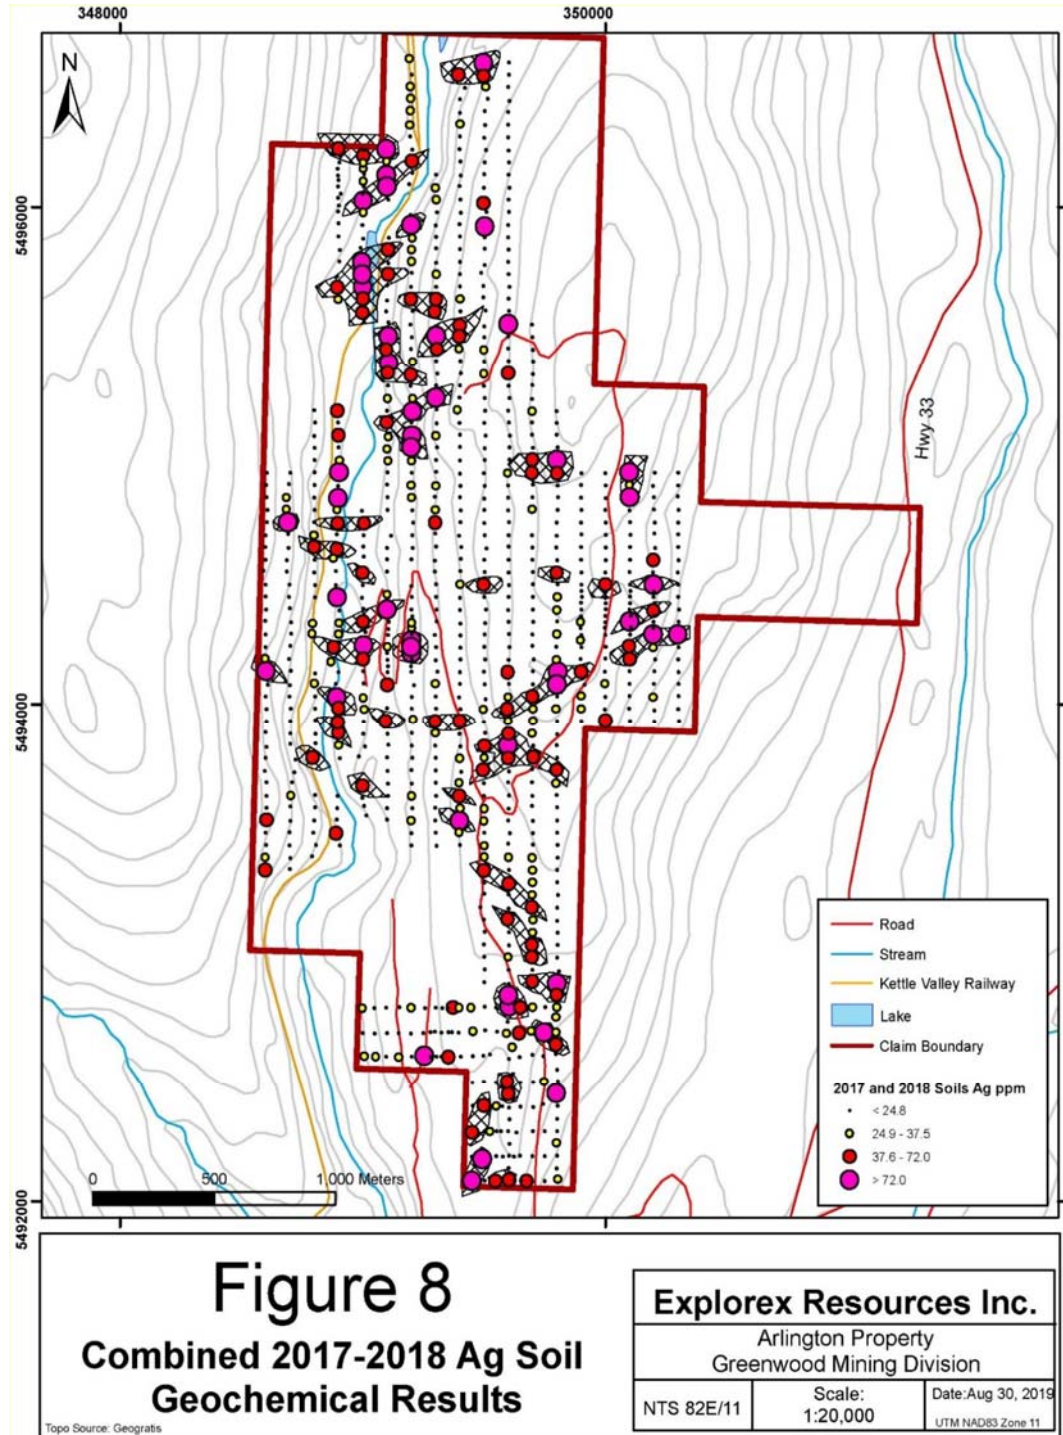 348000
350000
N
5496000
5494000
5492000
Hwy 33
0
500
1000 Meters
Road
Stream
Kettle Valley Railway
Lake
Claim Boundary
2017 and 2018 Soils Ag ppm
< 24.8
24.9 - 37.5
37.6 - 72.0
> 72.0
Figure 8
Combined 2017-2018 Ag Soil
Geochemical Results
Topo Source: Geogratis
Explorex Resources Inc.
Arlington Property
Greenwood Mining Division
NTS 82E/11
Scale:
1:20,000
Date:Aug 30, 2019
UTM NAD83 Zone 11